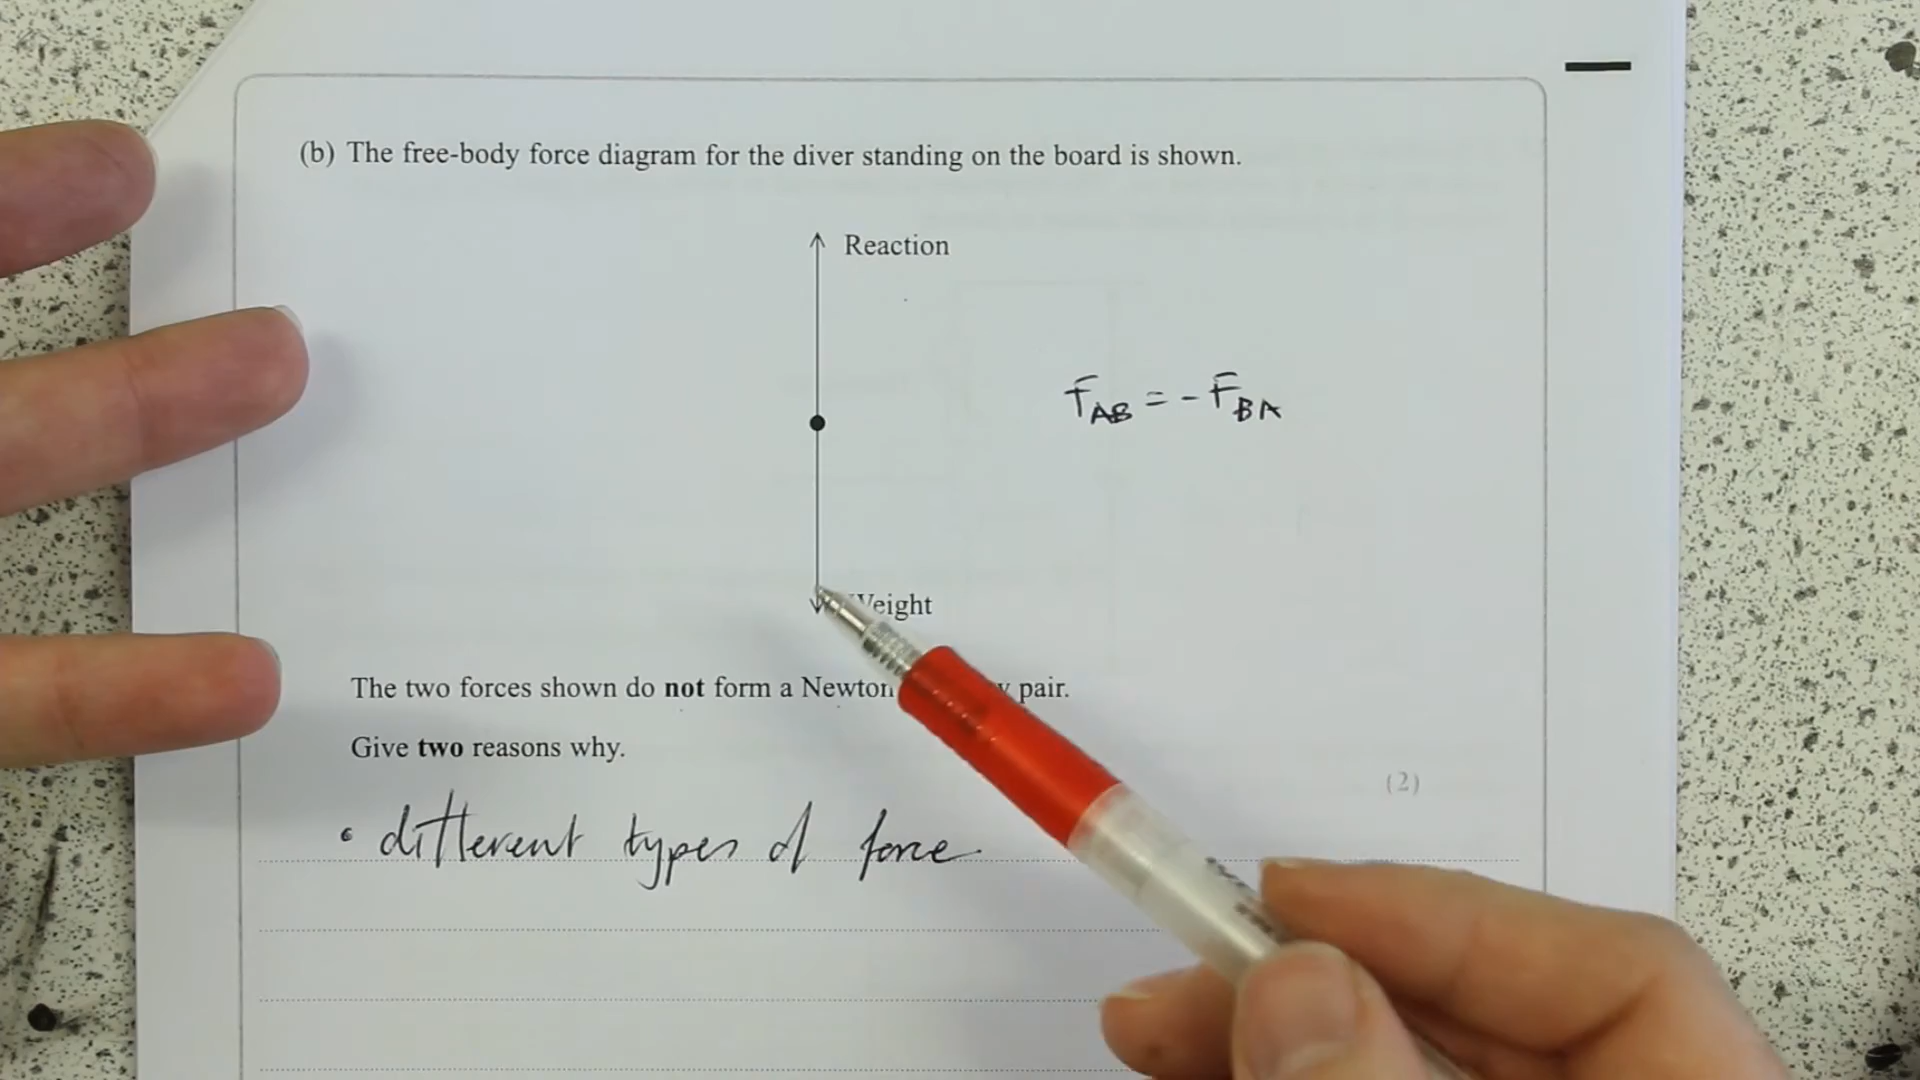 (b) The free-body force diagram for the diver standing on the board is shown.
Reaction
F_AB = -F_BA
Weight
The two forces shown do not form a Newton pair.
Give two reasons why.
(2)
• different types of force